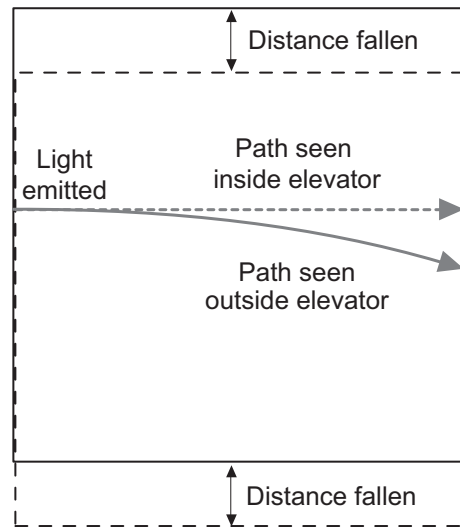 Distance fallen
Light
emitted
Path seen
inside elevator
Path seen
outside elevator
Distance fallen